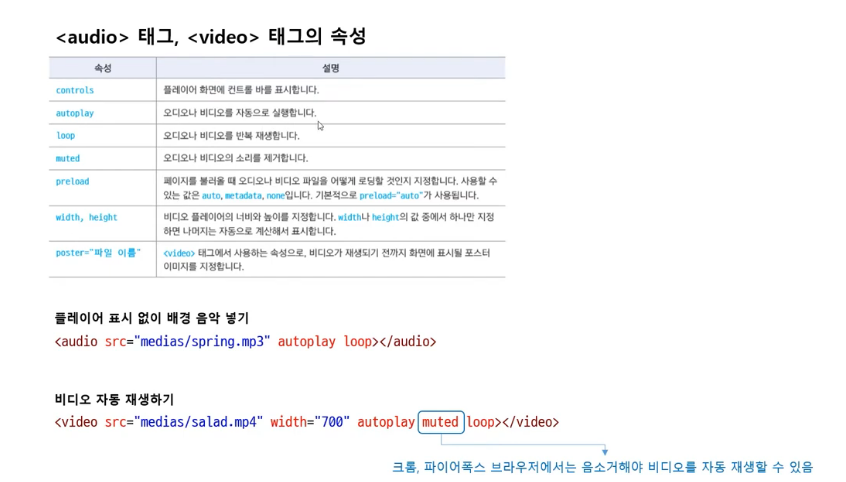 <audio> 태그, <video> 태그의 속성
속성 설명
controls 플레이어 화면에 컨트롤 바를 표시합니다.
autoplay 오디오나 비디오를 자동으로 실행합니다.
loop 오디오나 비디오를 반복 재생합니다.
muted 오디오나 비디오의 소리를 제거합니다.
preload 페이지를 불러올 때 오디오나 비디오 파일을 어떻게 로딩할 것인지 지정합니다. 사용할 수
있는 값은 auto, metadata, none입니다. 기본적으로 preload="auto"가 사용됩니다.
width, height 비디오 플레이어의 너비와 높이를 지정합니다. width나 height의 값 중에서 하나만 지정
하면 나머지는 자동으로 계산해서 표시합니다.
poster="파일 이름" <video> 태그에서 사용하는 속성으로, 비디오가 재생되기 전까지 화면에 표시될 포스터
이미지를 지정합니다.
플레이어 표시 없이 배경 음악 넣기
<audio src="medias/spring.mp3" autoplay loop></audio>
비디오 자동 재생하기
<video src="medias/salad.mp4" width="700" autoplay muted loop></video>
크롬, 파이어폭스 브라우저에서는 음소거해야 비디오를 자동 재생할 수 있음